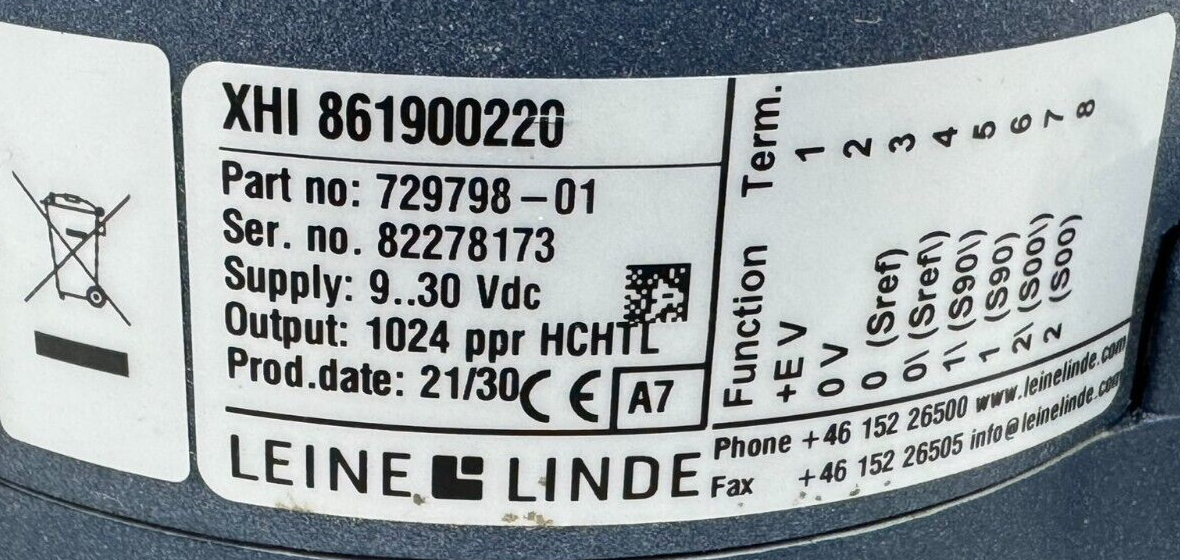 XHI 861900220
Part no: 729798-01
Ser. no. 82278173
Supply: 9..30 Vdc
Output: 1024 ppr HCHTL
Prod.date: 21/30 CE A7
LEINE LINDE
Function Term.
+E V 1
0 V 2
0 (Sref) 3
0\ (Sref\) 4
1\ (S90\) 5
1 (S90) 6
2\ (S00\) 7
2 (S00) 8
Phone +46 152 26500 www.leinelinde.com
Fax +46 152 26505 info@leinelinde.com